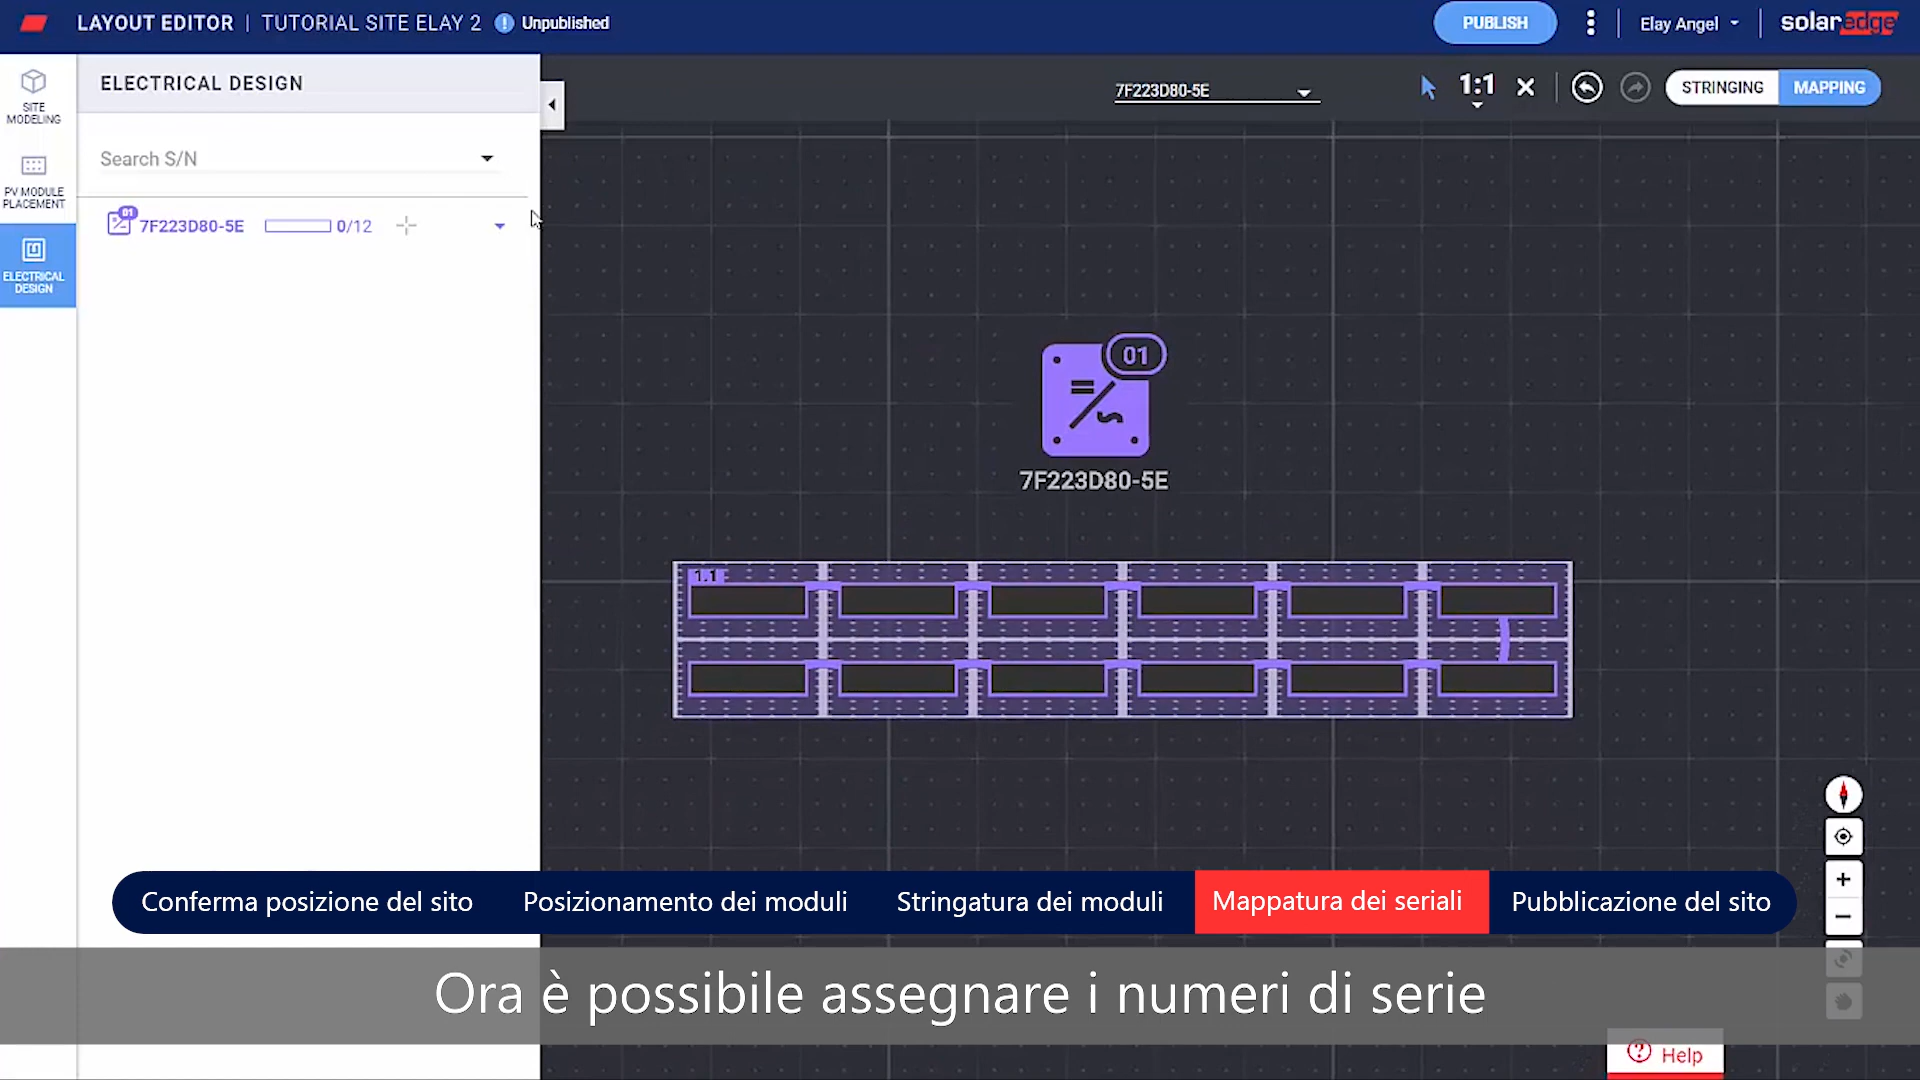 LAYOUT EDITOR | TUTORIAL SITE ELAY 2 Unpublished
PUBLISH
Elay Angel
solaredge
SITE
MODELING
PV MODULE
PLACEMENT
ELECTRICAL
DESIGN
ELECTRICAL DESIGN
Search S/N
01
7F223D80-5E 0/12
7F223D80-5E
1:1
STRINGING MAPPING
01
7F223D80-5E
1.1
Conferma posizione del sito
Posizionamento dei moduli
Stringatura dei moduli
Mappatura dei seriali
Pubblicazione del sito
Ora è possibile assegnare i numeri di serie
Help